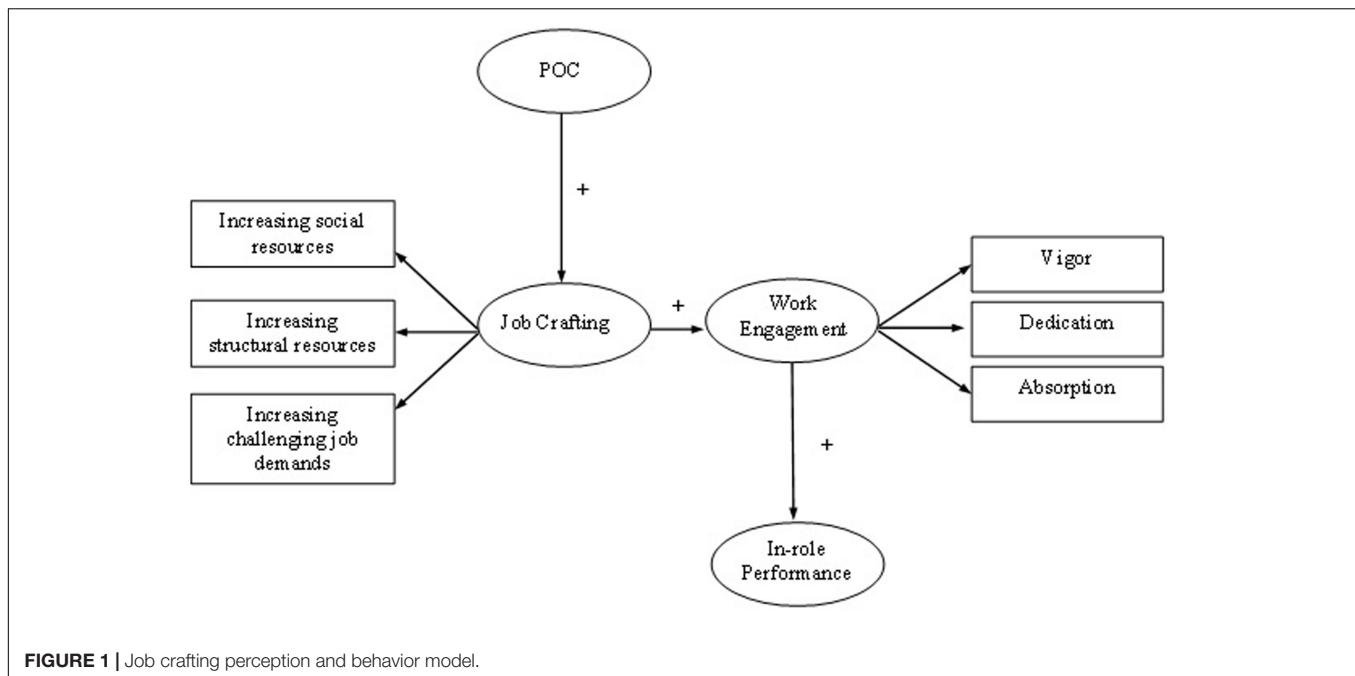 POC
+
Increasing social
resources
Increasing
structural resources
Increasing
challenging job
demands
Job Crafting
+
Work
Engagement
Vigor
Dedication
Absorption
+
In-role
Performance
FIGURE 1 | Job crafting perception and behavior model.